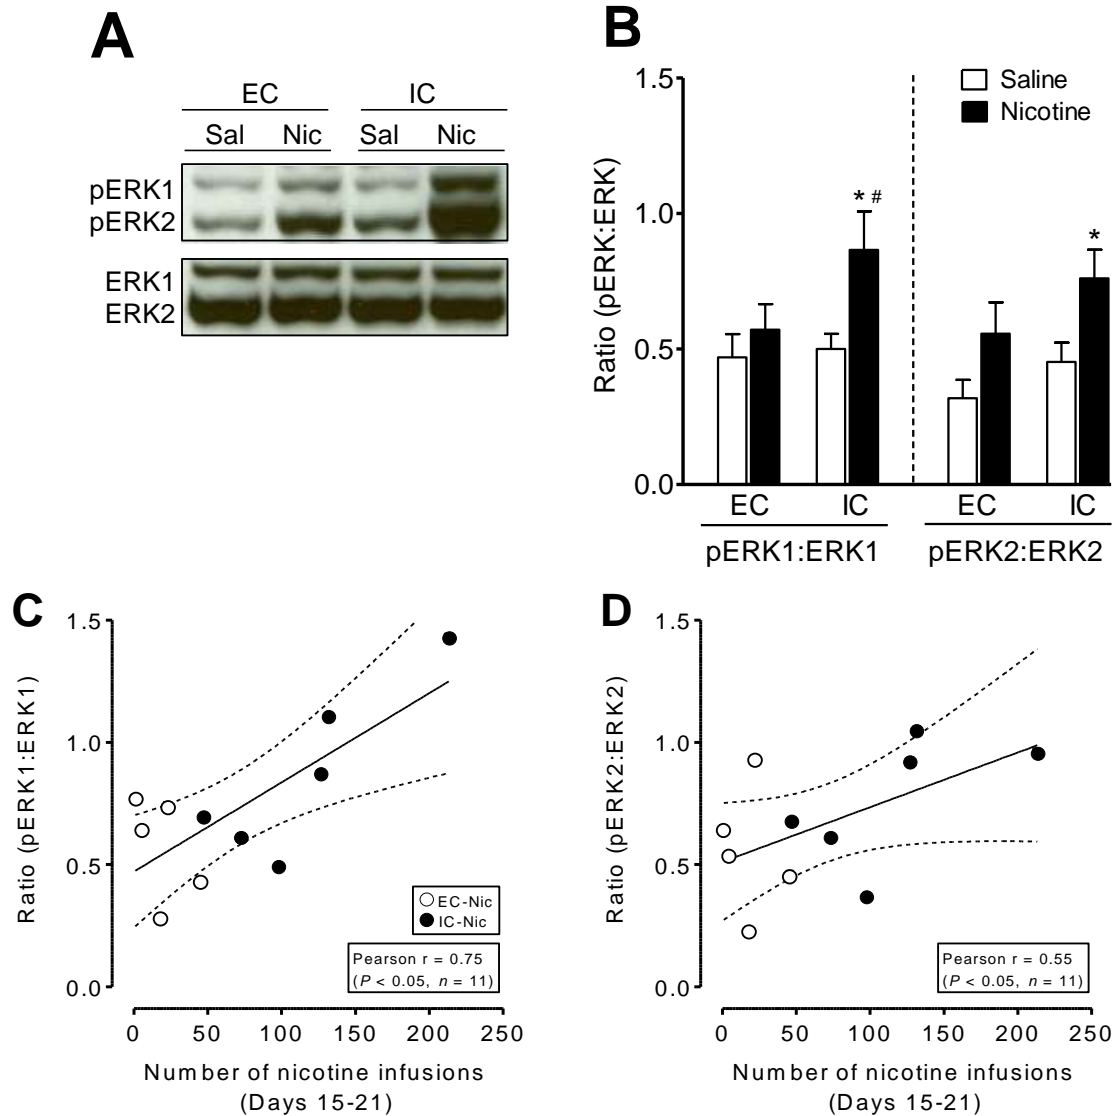 A
EC IC
Sal Nic Sal Nic
pERK1
pERK2
ERK1
ERK2
B
Saline
Nicotine
Ratio (pERK:ERK)
1.5
1.0
0.5
0.0
* #
*
EC IC EC IC
pERK1:ERK1 pERK2:ERK2
C
Ratio (pERK1:ERK1)
1.5
1.0
0.5
0.0
EC-Nic
IC-Nic
Pearson r = 0.75
(P < 0.05, n = 11)
0 50 100 150 200 250
Number of nicotine infusions
(Days 15-21)
D
Ratio (pERK2:ERK2)
1.5
1.0
0.5
0.0
Pearson r = 0.55
(P < 0.05, n = 11)
0 50 100 150 200 250
Number of nicotine infusions
(Days 15-21)